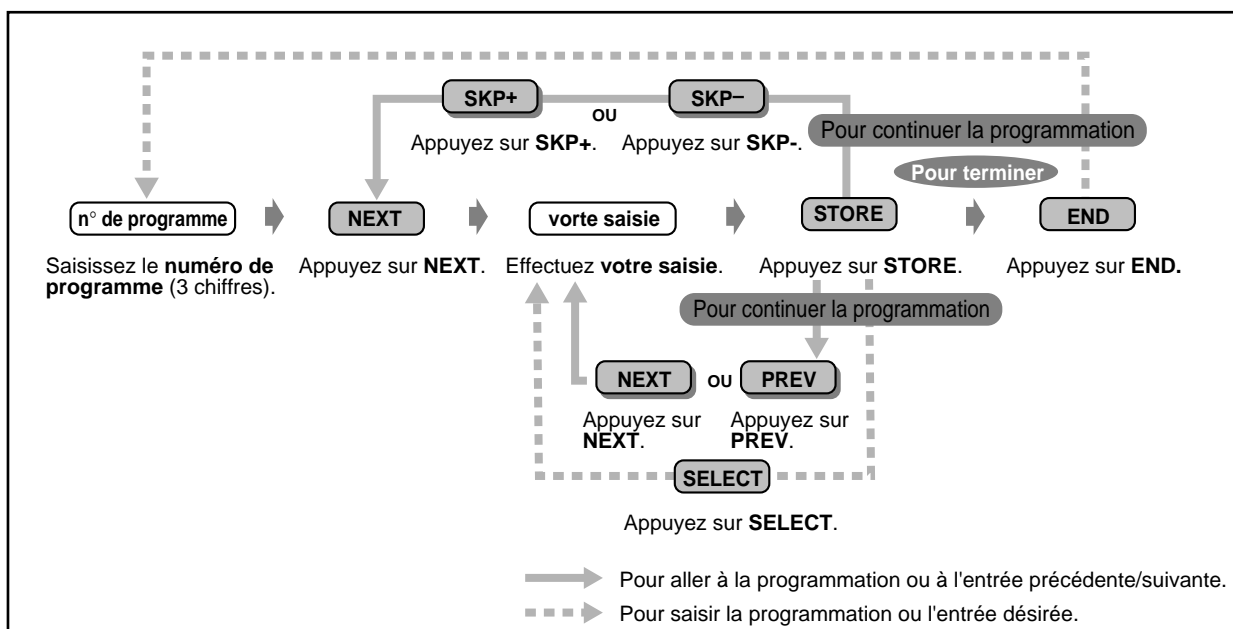 SKP+
OU
SKP–
Appuyez sur SKP+.
Appuyez sur SKP-.
Pour continuer la programmation
Pour terminer
n° de programme
NEXT
vorte saisie
STORE
END
Saisissez le numéro de
programme (3 chiffres).
Appuyez sur NEXT.
Effectuez votre saisie.
Appuyez sur STORE.
Appuyez sur END.
Pour continuer la programmation
NEXT
OU
PREV
Appuyez sur
NEXT.
Appuyez sur
PREV.
SELECT
Appuyez sur SELECT.
Pour aller à la programmation ou à l'entrée précédente/suivante.
Pour saisir la programmation ou l'entrée désirée.